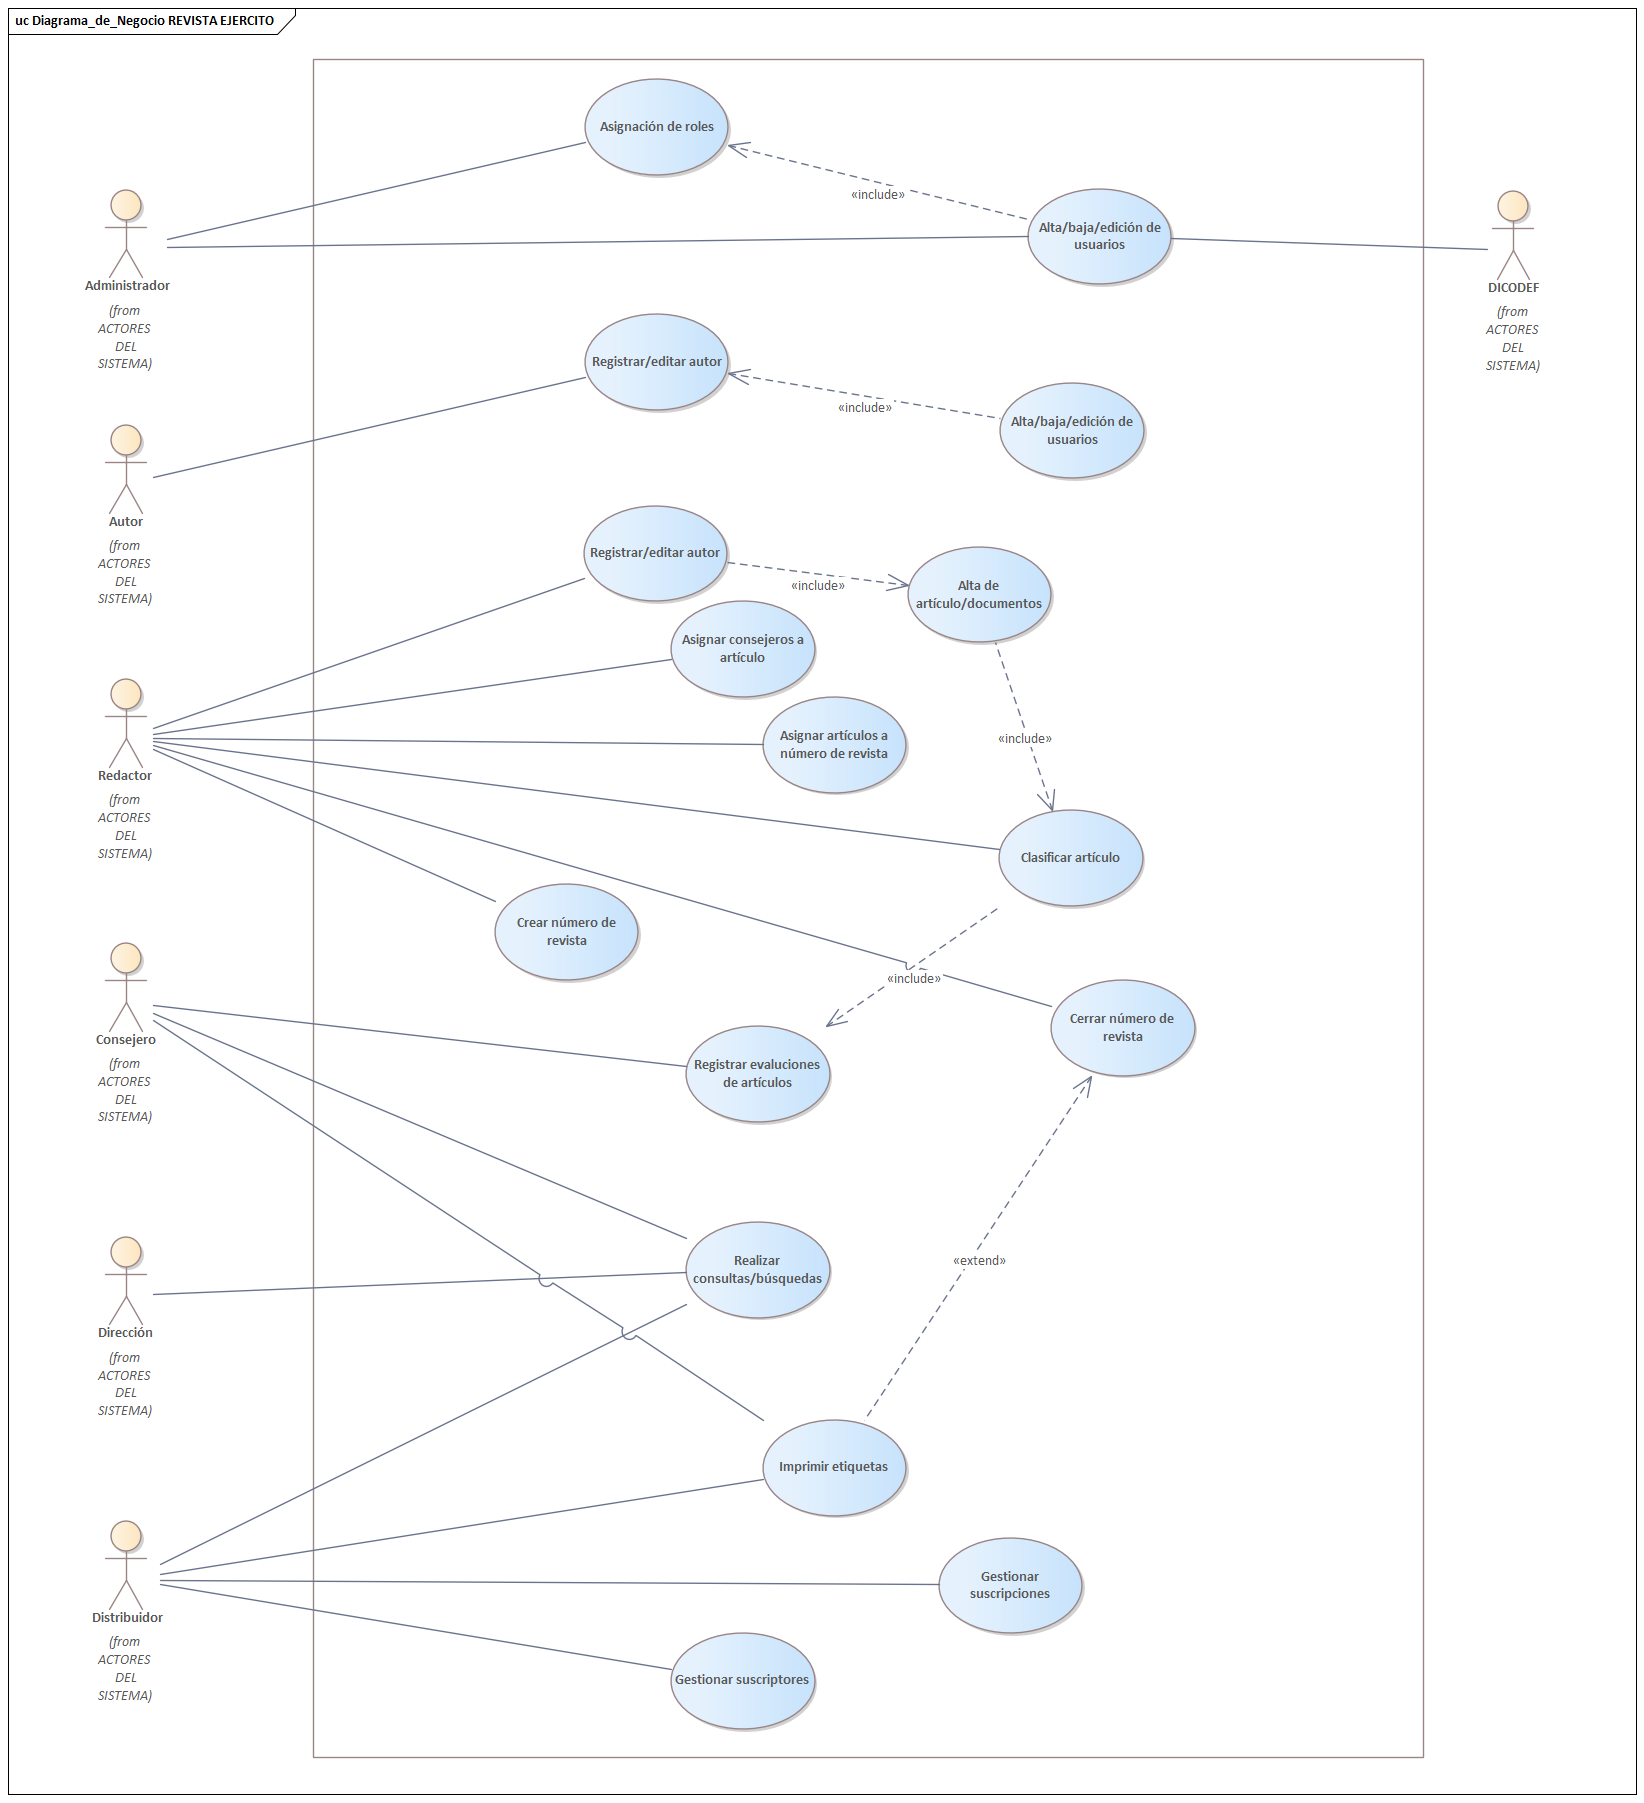 uc Diagrama_de_Negocio REVISTA EJERCITO
Asignación de roles
«include»
Alta/baja/edición de
usuarios
Administrador
(from
ACTORES
DEL
SISTEMA)
DICODEF
(from
ACTORES
DEL
SISTEMA)
Registrar/editar autor
«include»
Alta/baja/edición de
usuarios
Autor
(from
ACTORES
DEL
SISTEMA)
Registrar/editar autor
«include»
Alta de
artículo/documentos
Asignar consejeros a
artículo
Asignar artículos a
número de revista
«include»
Redactor
(from
ACTORES
DEL
SISTEMA)
Clasificar artículo
Crear número de
revista
«include»
Cerrar número de
revista
Consejero
(from
ACTORES
DEL
SISTEMA)
Registrar evaluciones
de artículos
Realizar
consultas/búsquedas
«extend»
Dirección
(from
ACTORES
DEL
SISTEMA)
Imprimir etiquetas
Gestionar
suscripciones
Distribuidor
(from
ACTORES
DEL
SISTEMA)
Gestionar suscriptores